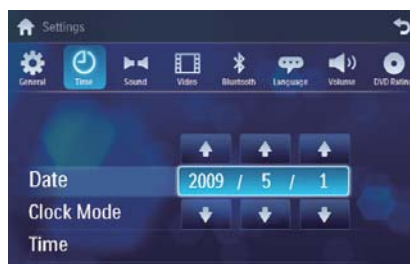 Settings
General Time Sound Video Bluetooth Language Volume DVD Rating
Date 2009 / 5 / 1
Clock Mode
Time